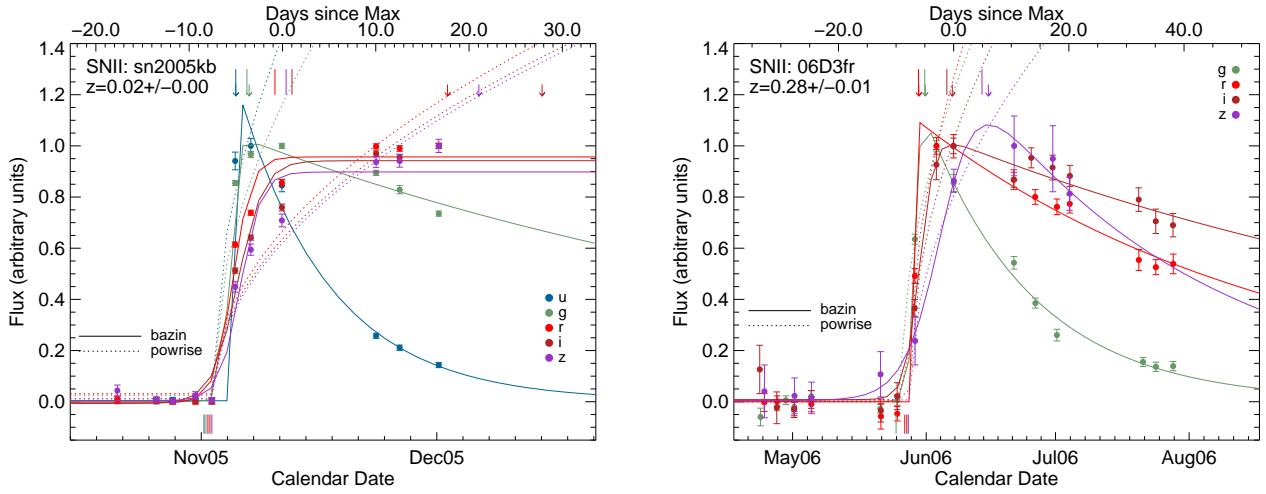 Days since Max
−20.0 −10.0 0.0 10.0 20.0 30.0
1.4
1.2
1.0
0.8
0.6
0.4
0.2
0.0
Flux (arbitrary units)
SNII: sn2005kb
z=0.02+/−0.00
u
g
r
i
z
bazin
powrise
Nov05 Dec05
Calendar Date
Days since Max
−20.0 0.0 20.0 40.0
1.4
1.2
1.0
0.8
0.6
0.4
0.2
0.0
Flux (arbitrary units)
SNII: 06D3fr
z=0.28+/−0.01
g
r
i
z
bazin
powrise
May06 Jun06 Jul06 Aug06
Calendar Date